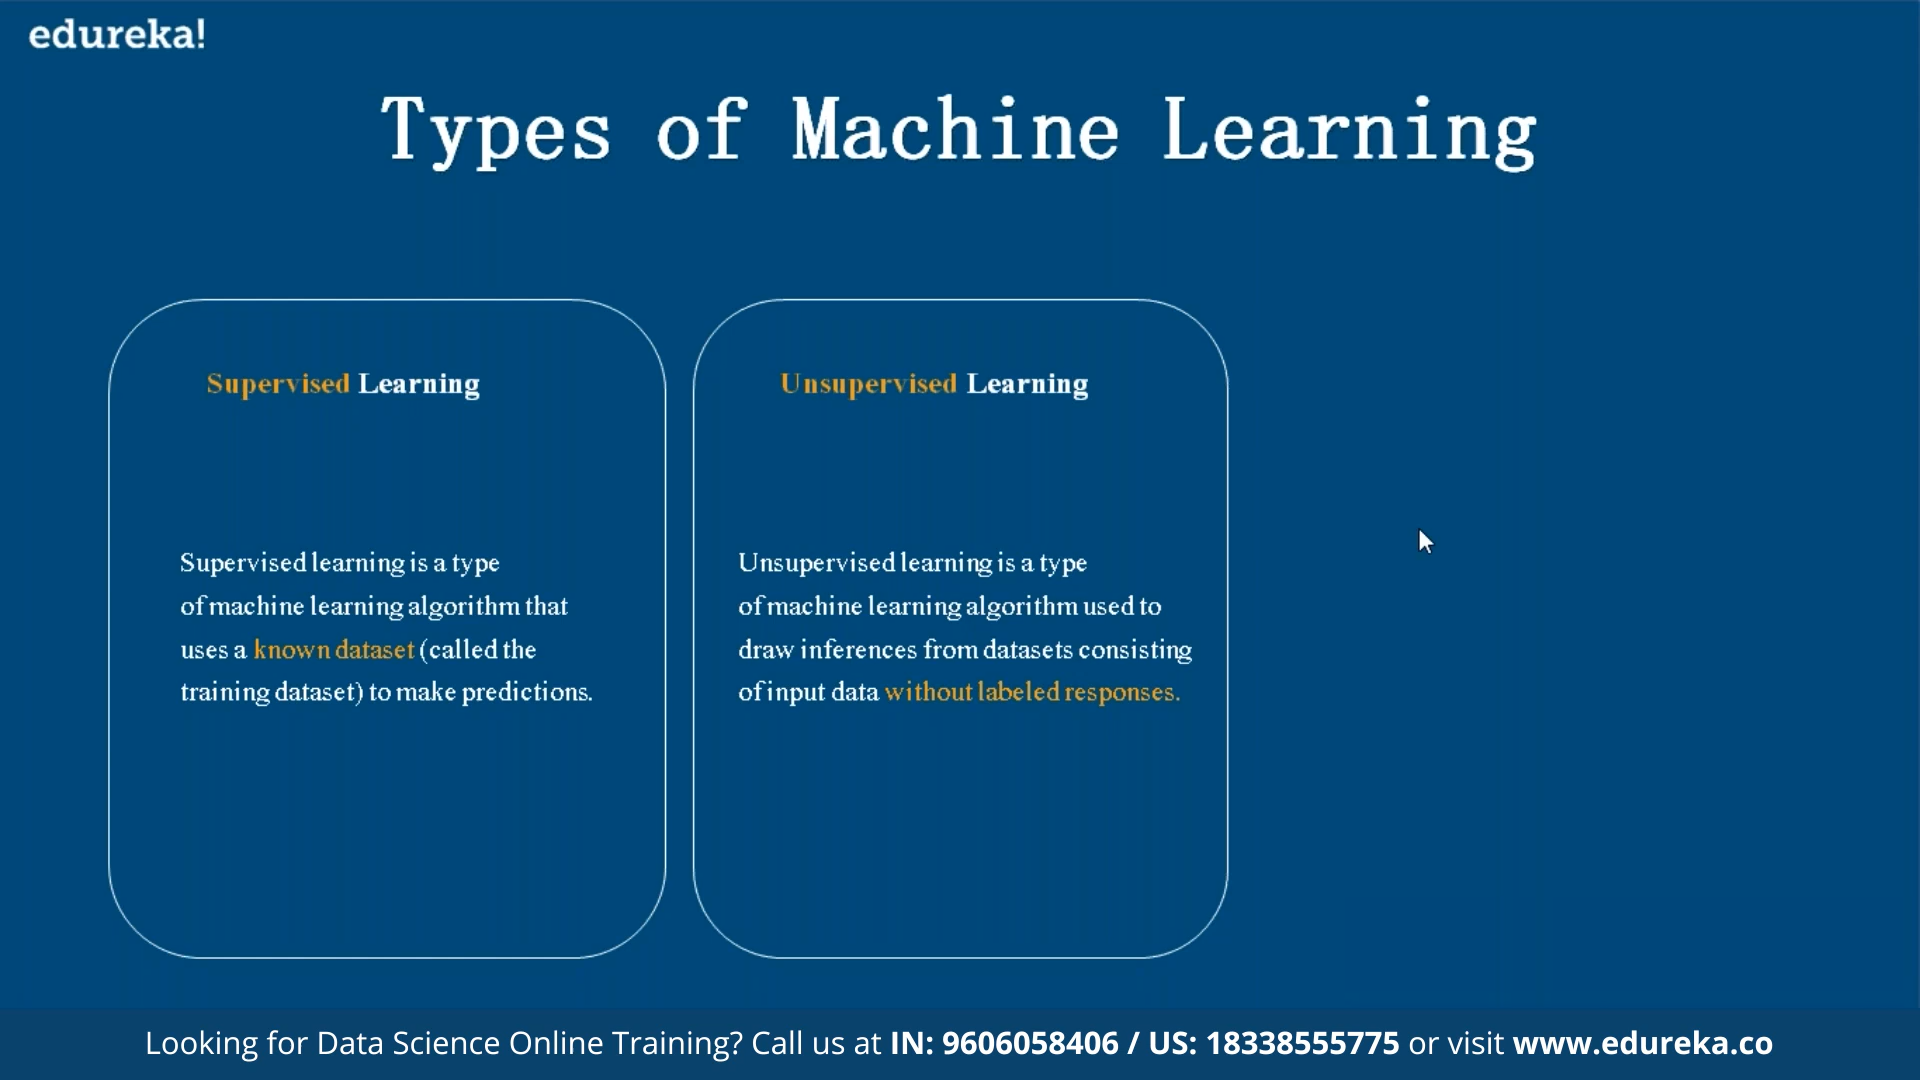 edureka!
Types of Machine Learning
Supervised Learning
Supervised learning is a type
of machine learning algorithm that
uses a known dataset (called the
training dataset) to make predictions.
Unsupervised Learning
Unsupervised learning is a type
of machine learning algorithm used to
draw inferences from datasets consisting
of input data without labeled responses.
Looking for Data Science Online Training? Call us at IN: 9606058406 / US: 18338555775 or visit www.edureka.co